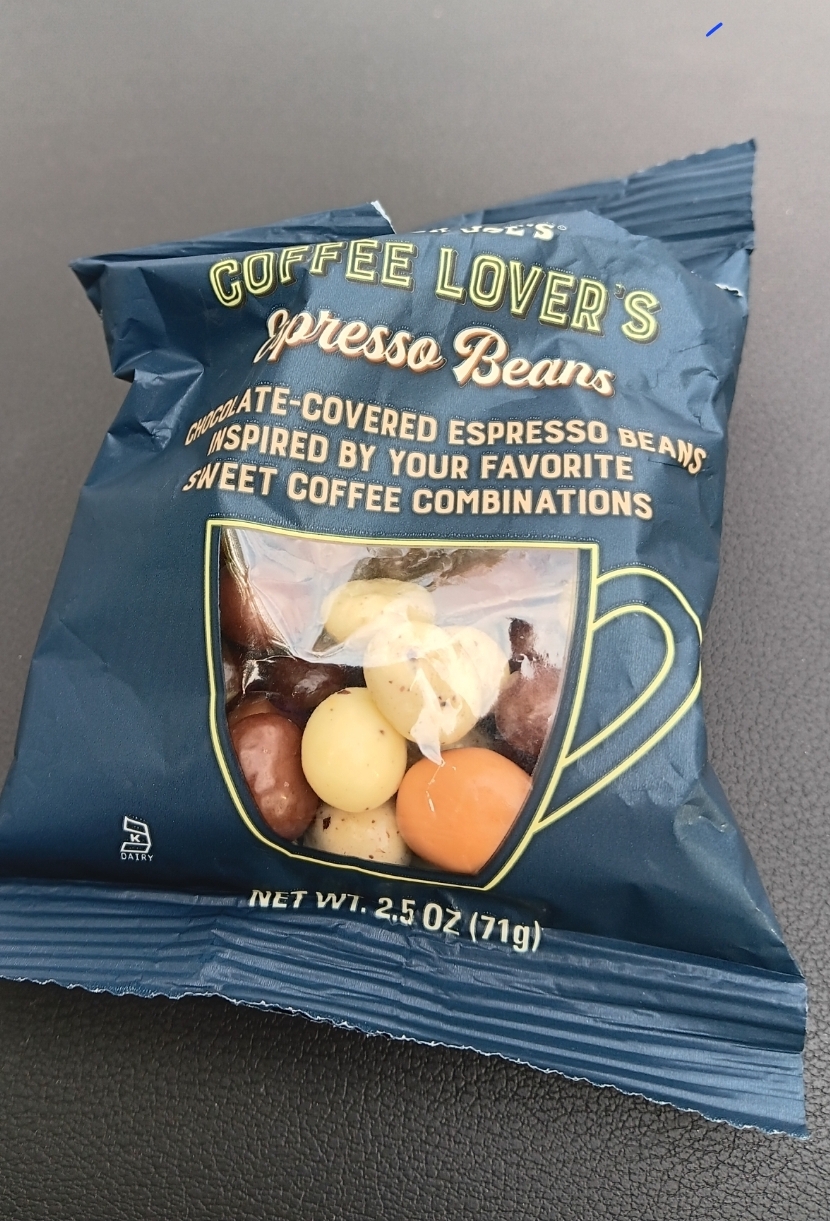 JOE'S
COFFEE LOVER'S
Espresso Beans
CHOCOLATE-COVERED ESPRESSO BEANS
INSPIRED BY YOUR FAVORITE
SWEET COFFEE COMBINATIONS
K
DAIRY
NET WT. 2.5 OZ (71g)